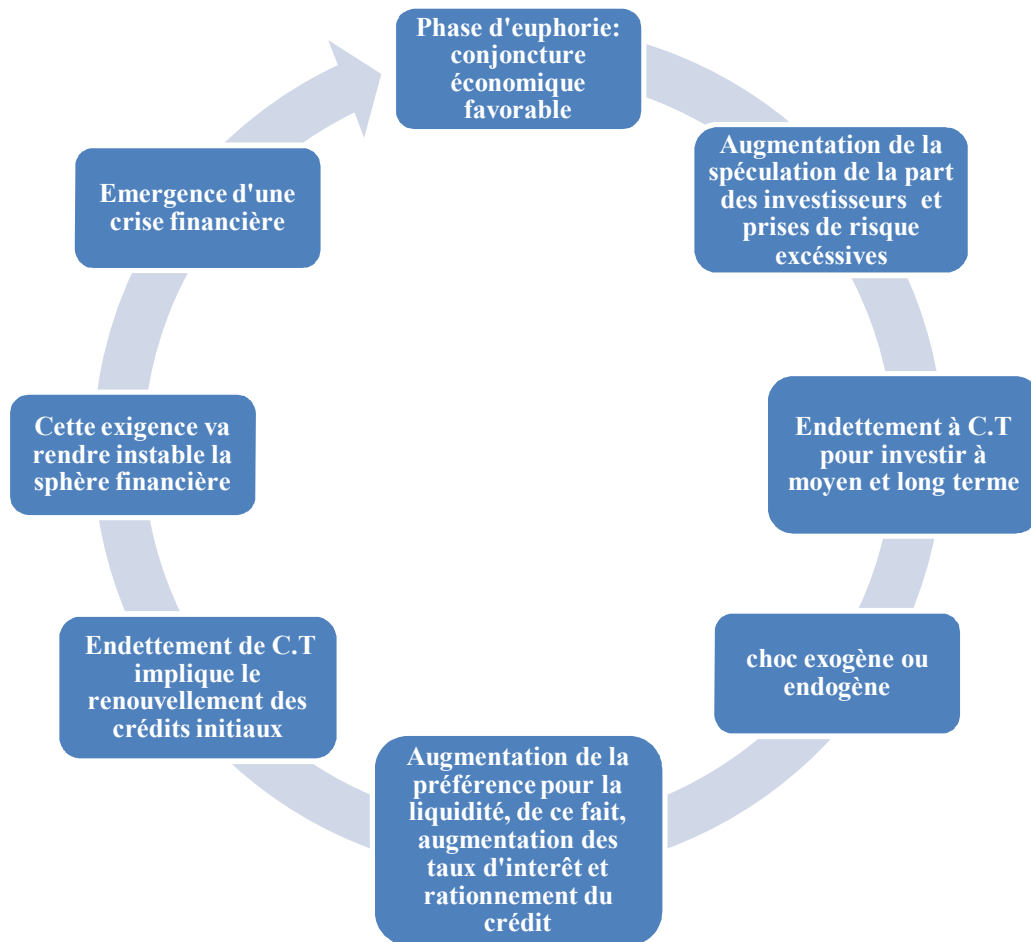 Phase d'euphorie:
conjoncture
économique
favorable
Augmentation de la
spéculation de la part
des investisseurs et
prises de risque
excéssives
Endettement à C.T
pour investir à
moyen et long terme
choc exogène ou
endogène
Augmentation de la
préférence pour la
liquidité, de ce fait,
augmentation des
taux d'interêt et
rationnement du
crédit
Endettement de C.T
implique le
renouvellement des
crédits initiaux
Cette exigence va
rendre instable la
sphère financière
Emergence d'une
crise financière